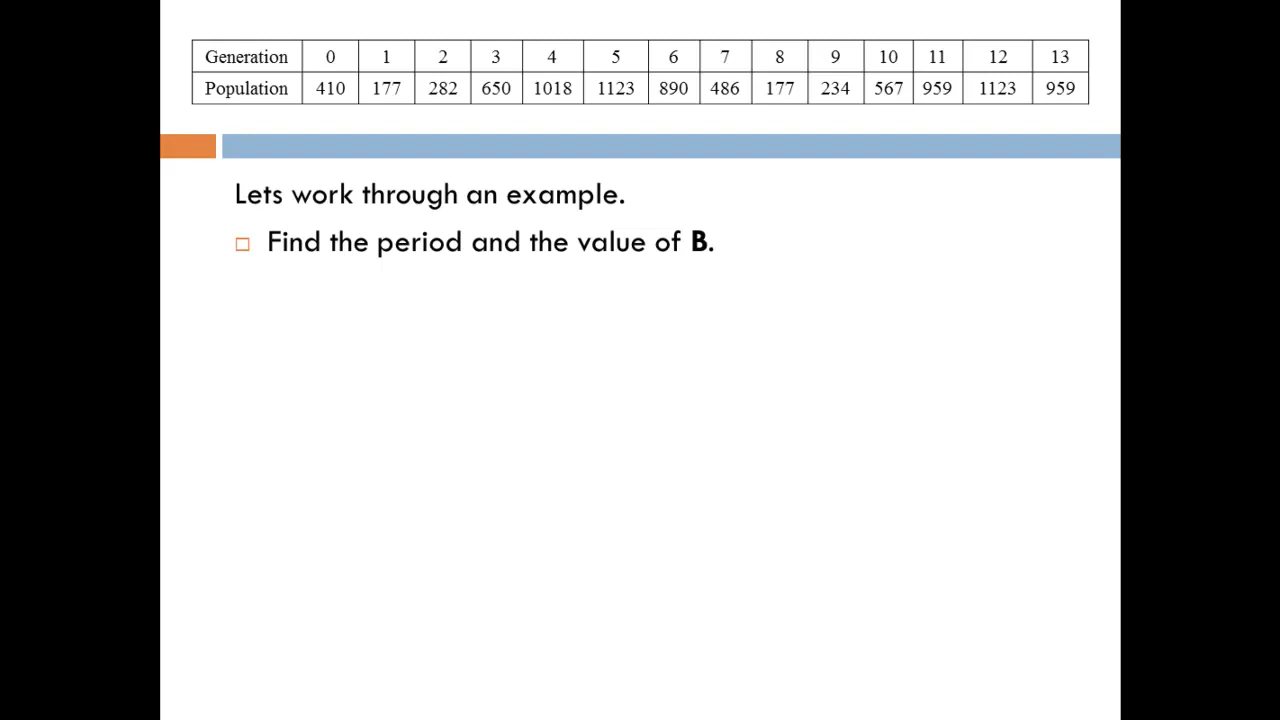 Generation 0 1 2 3 4 5 6 7 8 9 10 11 12 13
Population 410 177 282 650 1018 1123 890 486 177 234 567 959 1123 959
Lets work through an example.
Find the period and the value of B.